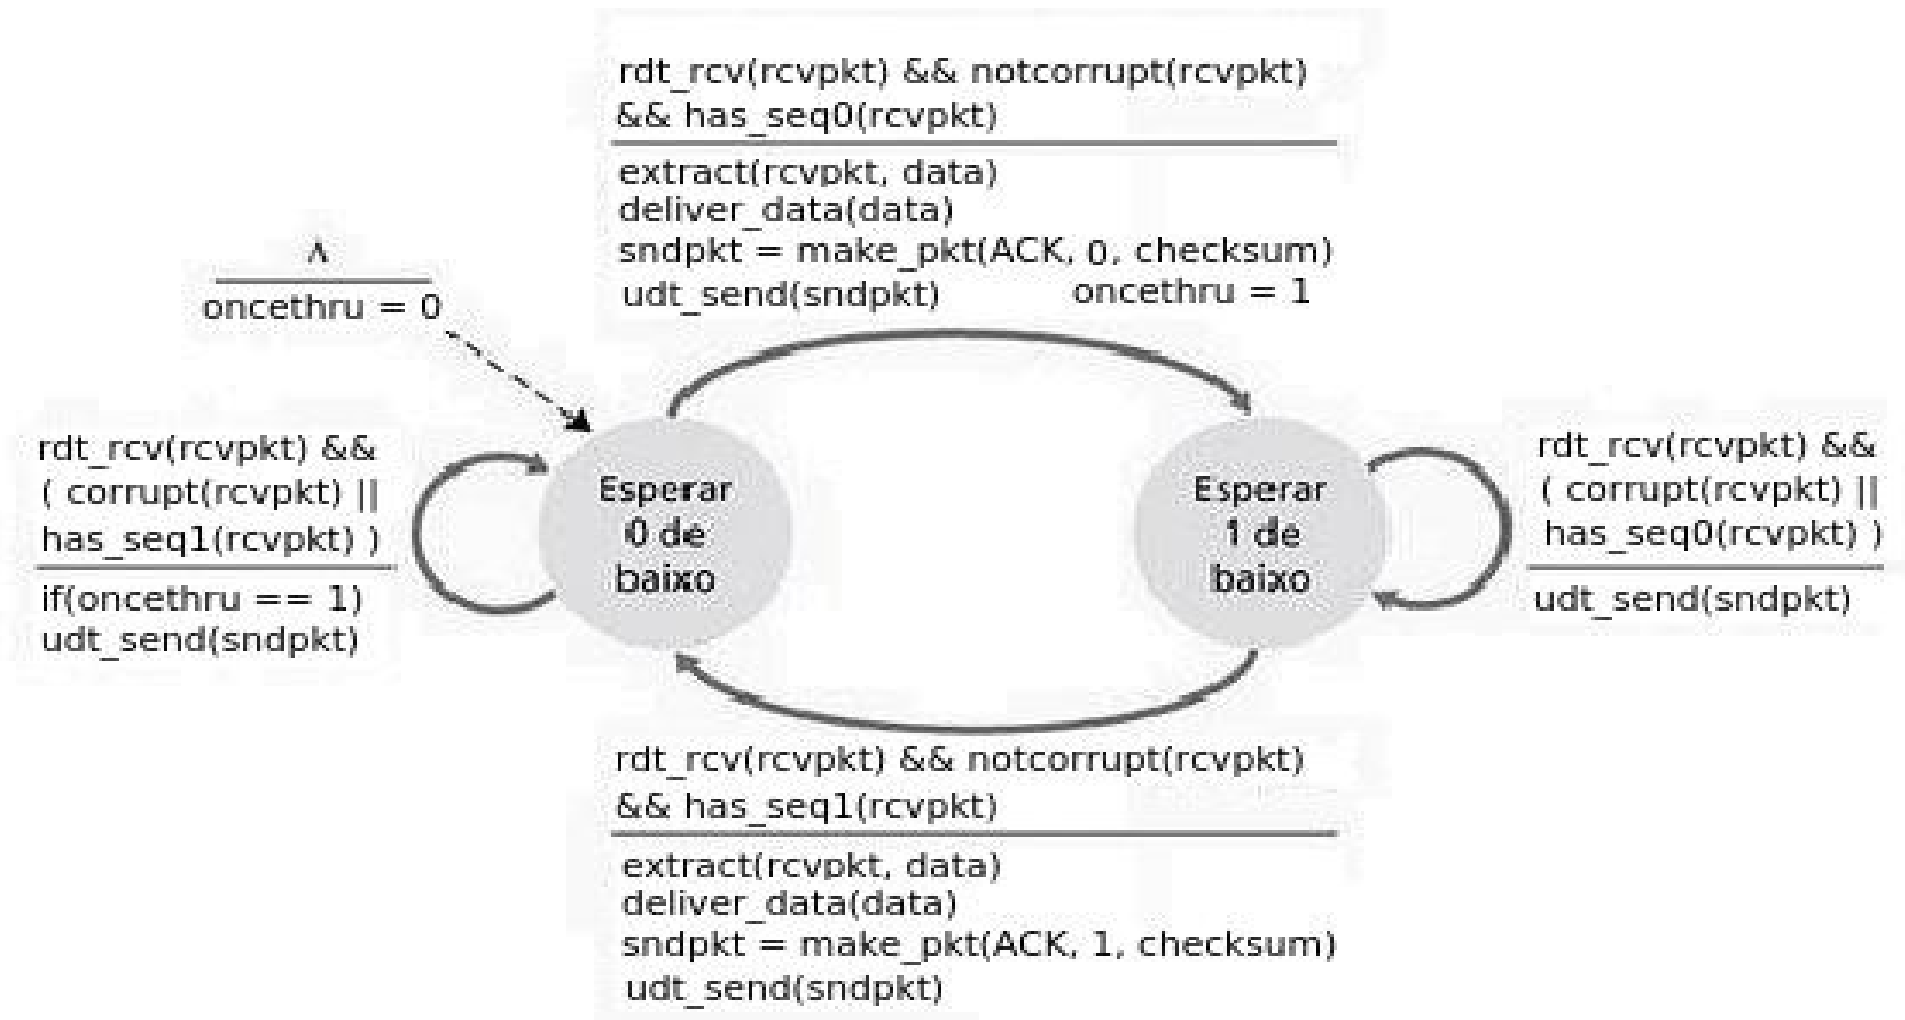 rdt_rcv(rcvpkt) && notcorrupt(rcvpkt)
&& has_seq0(rcvpkt)
extract(rcvpkt, data)
deliver_data(data)
sndpkt = make_pkt(ACK, 0, checksum)
udt_send(sndpkt) oncethru = 1
Λ
oncethru = 0
rdt_rcv(rcvpkt) &&
( corrupt(rcvpkt) ||
has_seq1(rcvpkt) )
if(oncethru == 1)
udt_send(sndpkt)
Esperar
0 de
baixo
Esperar
1 de
baixo
rdt_rcv(rcvpkt) &&
( corrupt(rcvpkt) ||
has_seq0(rcvpkt) )
udt_send(sndpkt)
rdt_rcv(rcvpkt) && notcorrupt(rcvpkt)
&& has_seq1(rcvpkt)
extract(rcvpkt, data)
deliver_data(data)
sndpkt = make_pkt(ACK, 1, checksum)
udt_send(sndpkt)